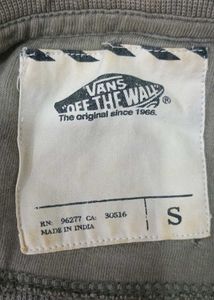 VANS
"OFF THE WALL"
®
The original since 1966.
RN: 96277 CA: 30516
MADE IN INDIA
S